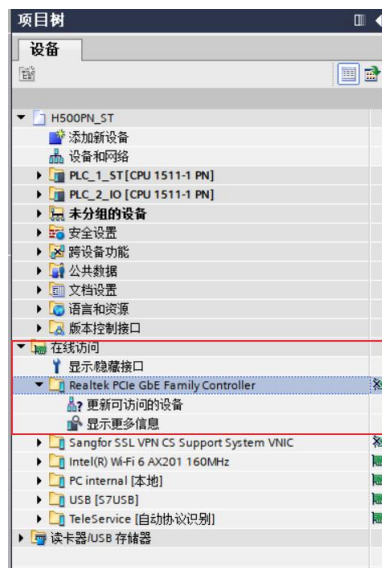 项目树
设备
H500PN_ST
添加新设备
设备和网络
PLC_1_ST [CPU 1511-1 PN]
PLC_2_IO [CPU 1511-1 PN]
未分组的设备
安全设置
跨设备功能
公共数据
文档设置
语言和资源
版本控制接口
在线访问
显示/隐藏接口
Realtek PCIe GbE Family Controller
更新可访问的设备
显示更多信息
Sangfor SSL VPN CS Support System VNIC
Intel(R) Wi-Fi 6 AX201 160MHz
PC internal [本地]
USB [S7USB]
TeleService [自动协议识别]
读卡器/USB 存储器